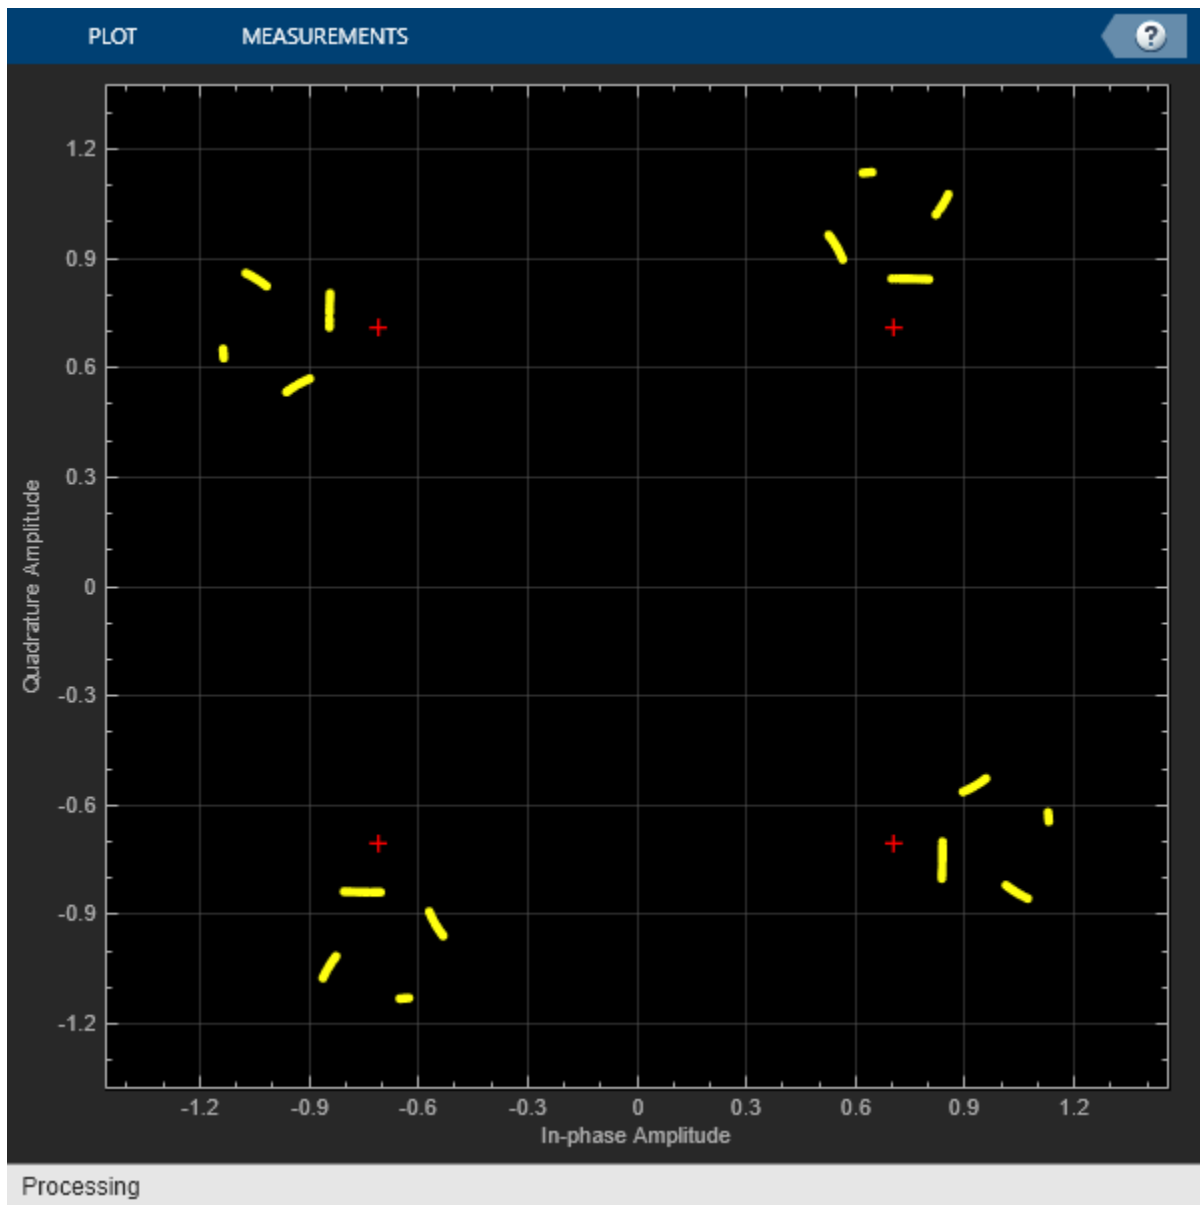 PLOT MEASUREMENTS ?
1.2
0.9
0.6
0.3
0
-0.3
-0.6
-0.9
-1.2
Quadrature Amplitude
-1.2 -0.9 -0.6 -0.3 0 0.3 0.6 0.9 1.2
In-phase Amplitude
Processing